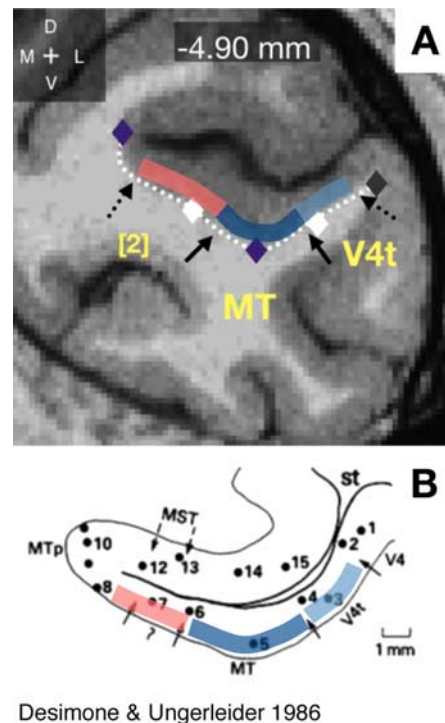 D
M L
V
-4.90 mm
A
[2]
V4t
MT
B
st
MST
1
MTp
10
2
12
13
14
15
V4
8
7
6
4
3
V4t
?
5
MT
1 mm
Desimone & Ungerleider 1986